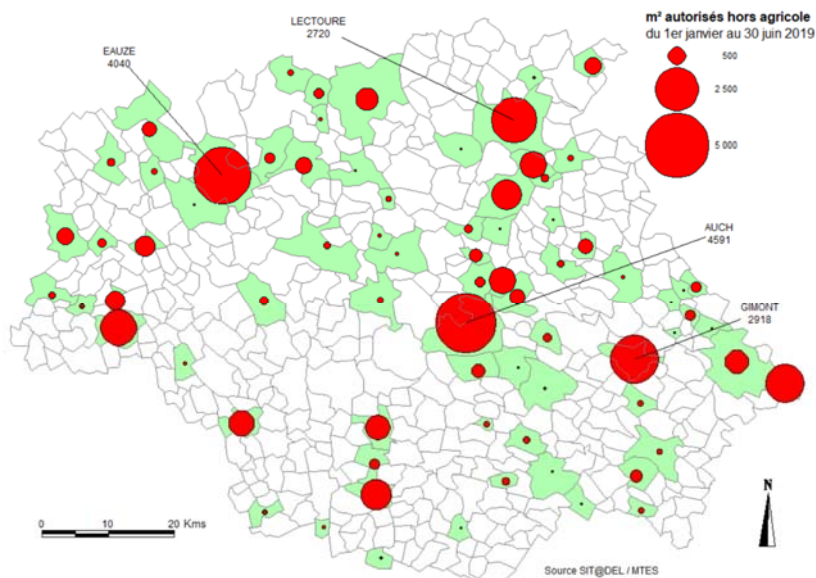 m² autorisés hors agricole
du 1er janvier au 30 juin 2019
500
2 500
5 000
LECTOURE
2720
EAUZE
4040
AUCH
4591
GIMONT
2918
N
0 10 20 Kms
Source SIT@DEL / MTES